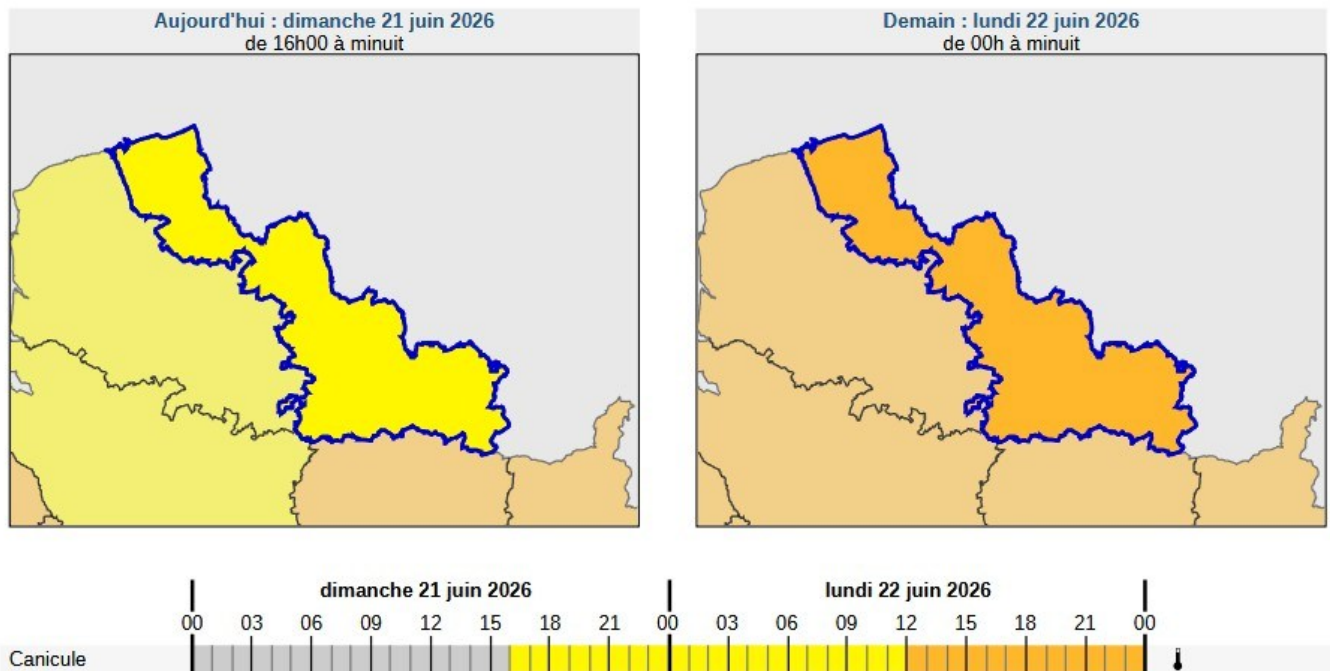 Aujourd'hui : dimanche 21 juin 2026
de 16h00 à minuit
Demain : lundi 22 juin 2026
de 00h à minuit
dimanche 21 juin 2026 lundi 22 juin 2026
00 03 06 09 12 15 18 21 00 03 06 09 12 15 18 21 00
Canicule